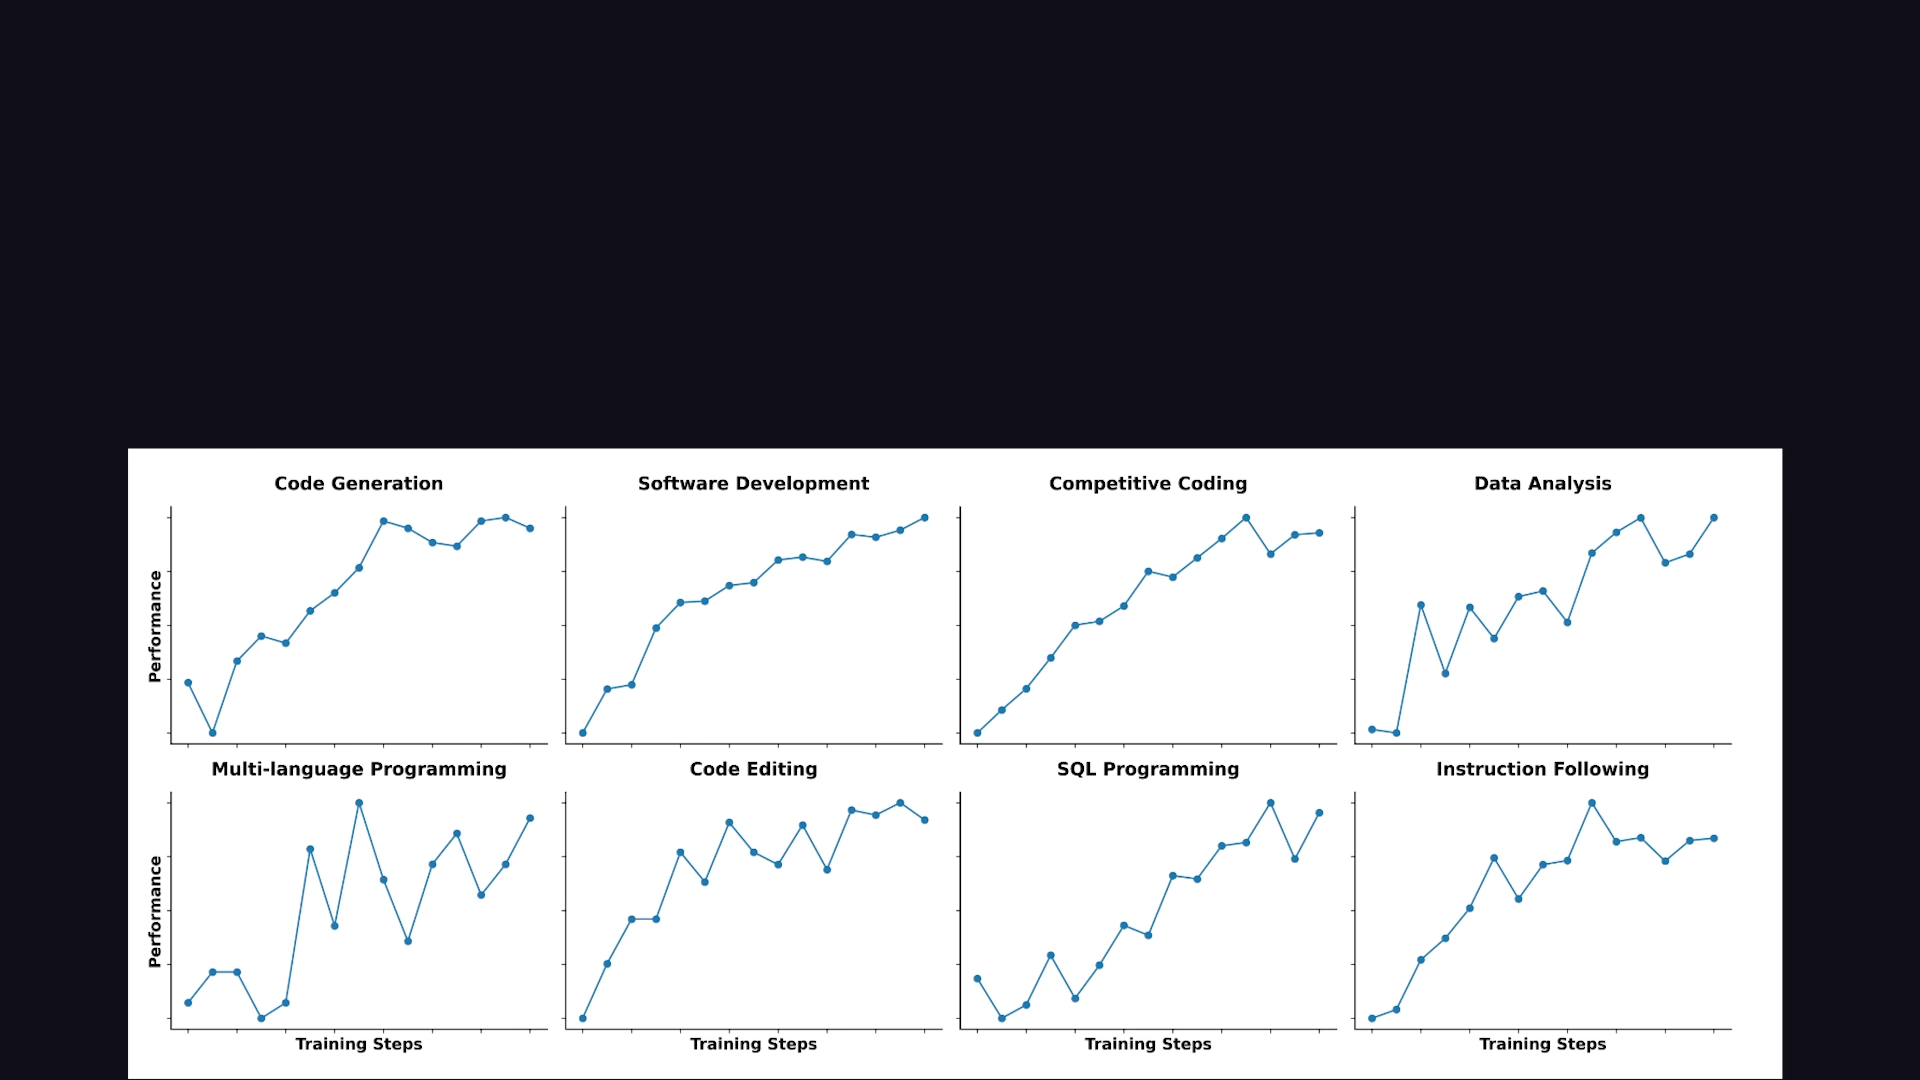 Code Generation
Software Development
Competitive Coding
Data Analysis
Performance
Multi-language Programming
Code Editing
SQL Programming
Instruction Following
Performance
Training Steps
Training Steps
Training Steps
Training Steps